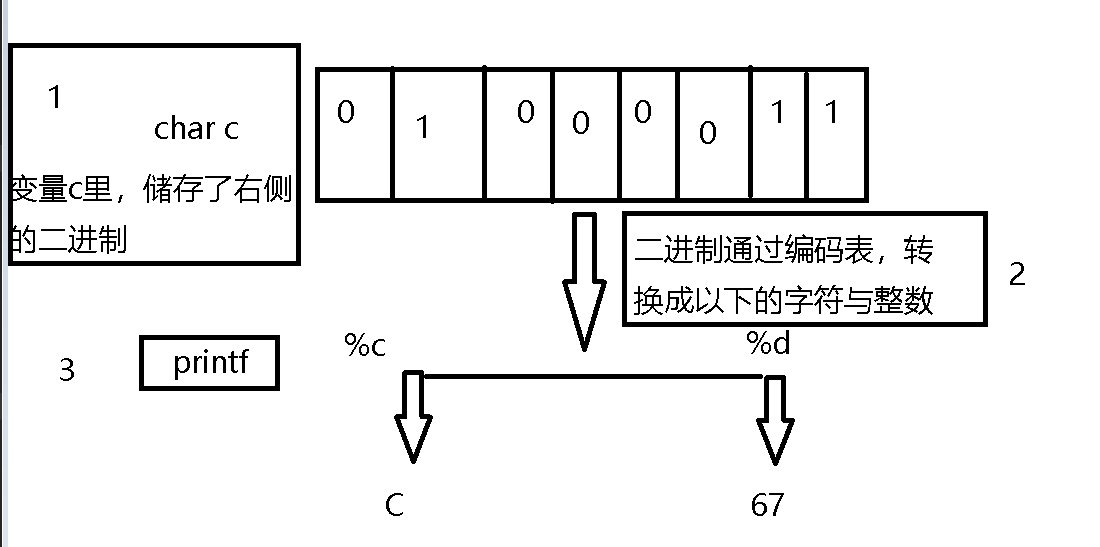 1
char c
变量c里，储存了右侧
的二进制
0 1 0 0 0 0 1 1
二进制通过编码表，转
换成以下的字符与整数
2
3
printf
%c
%d
C
67